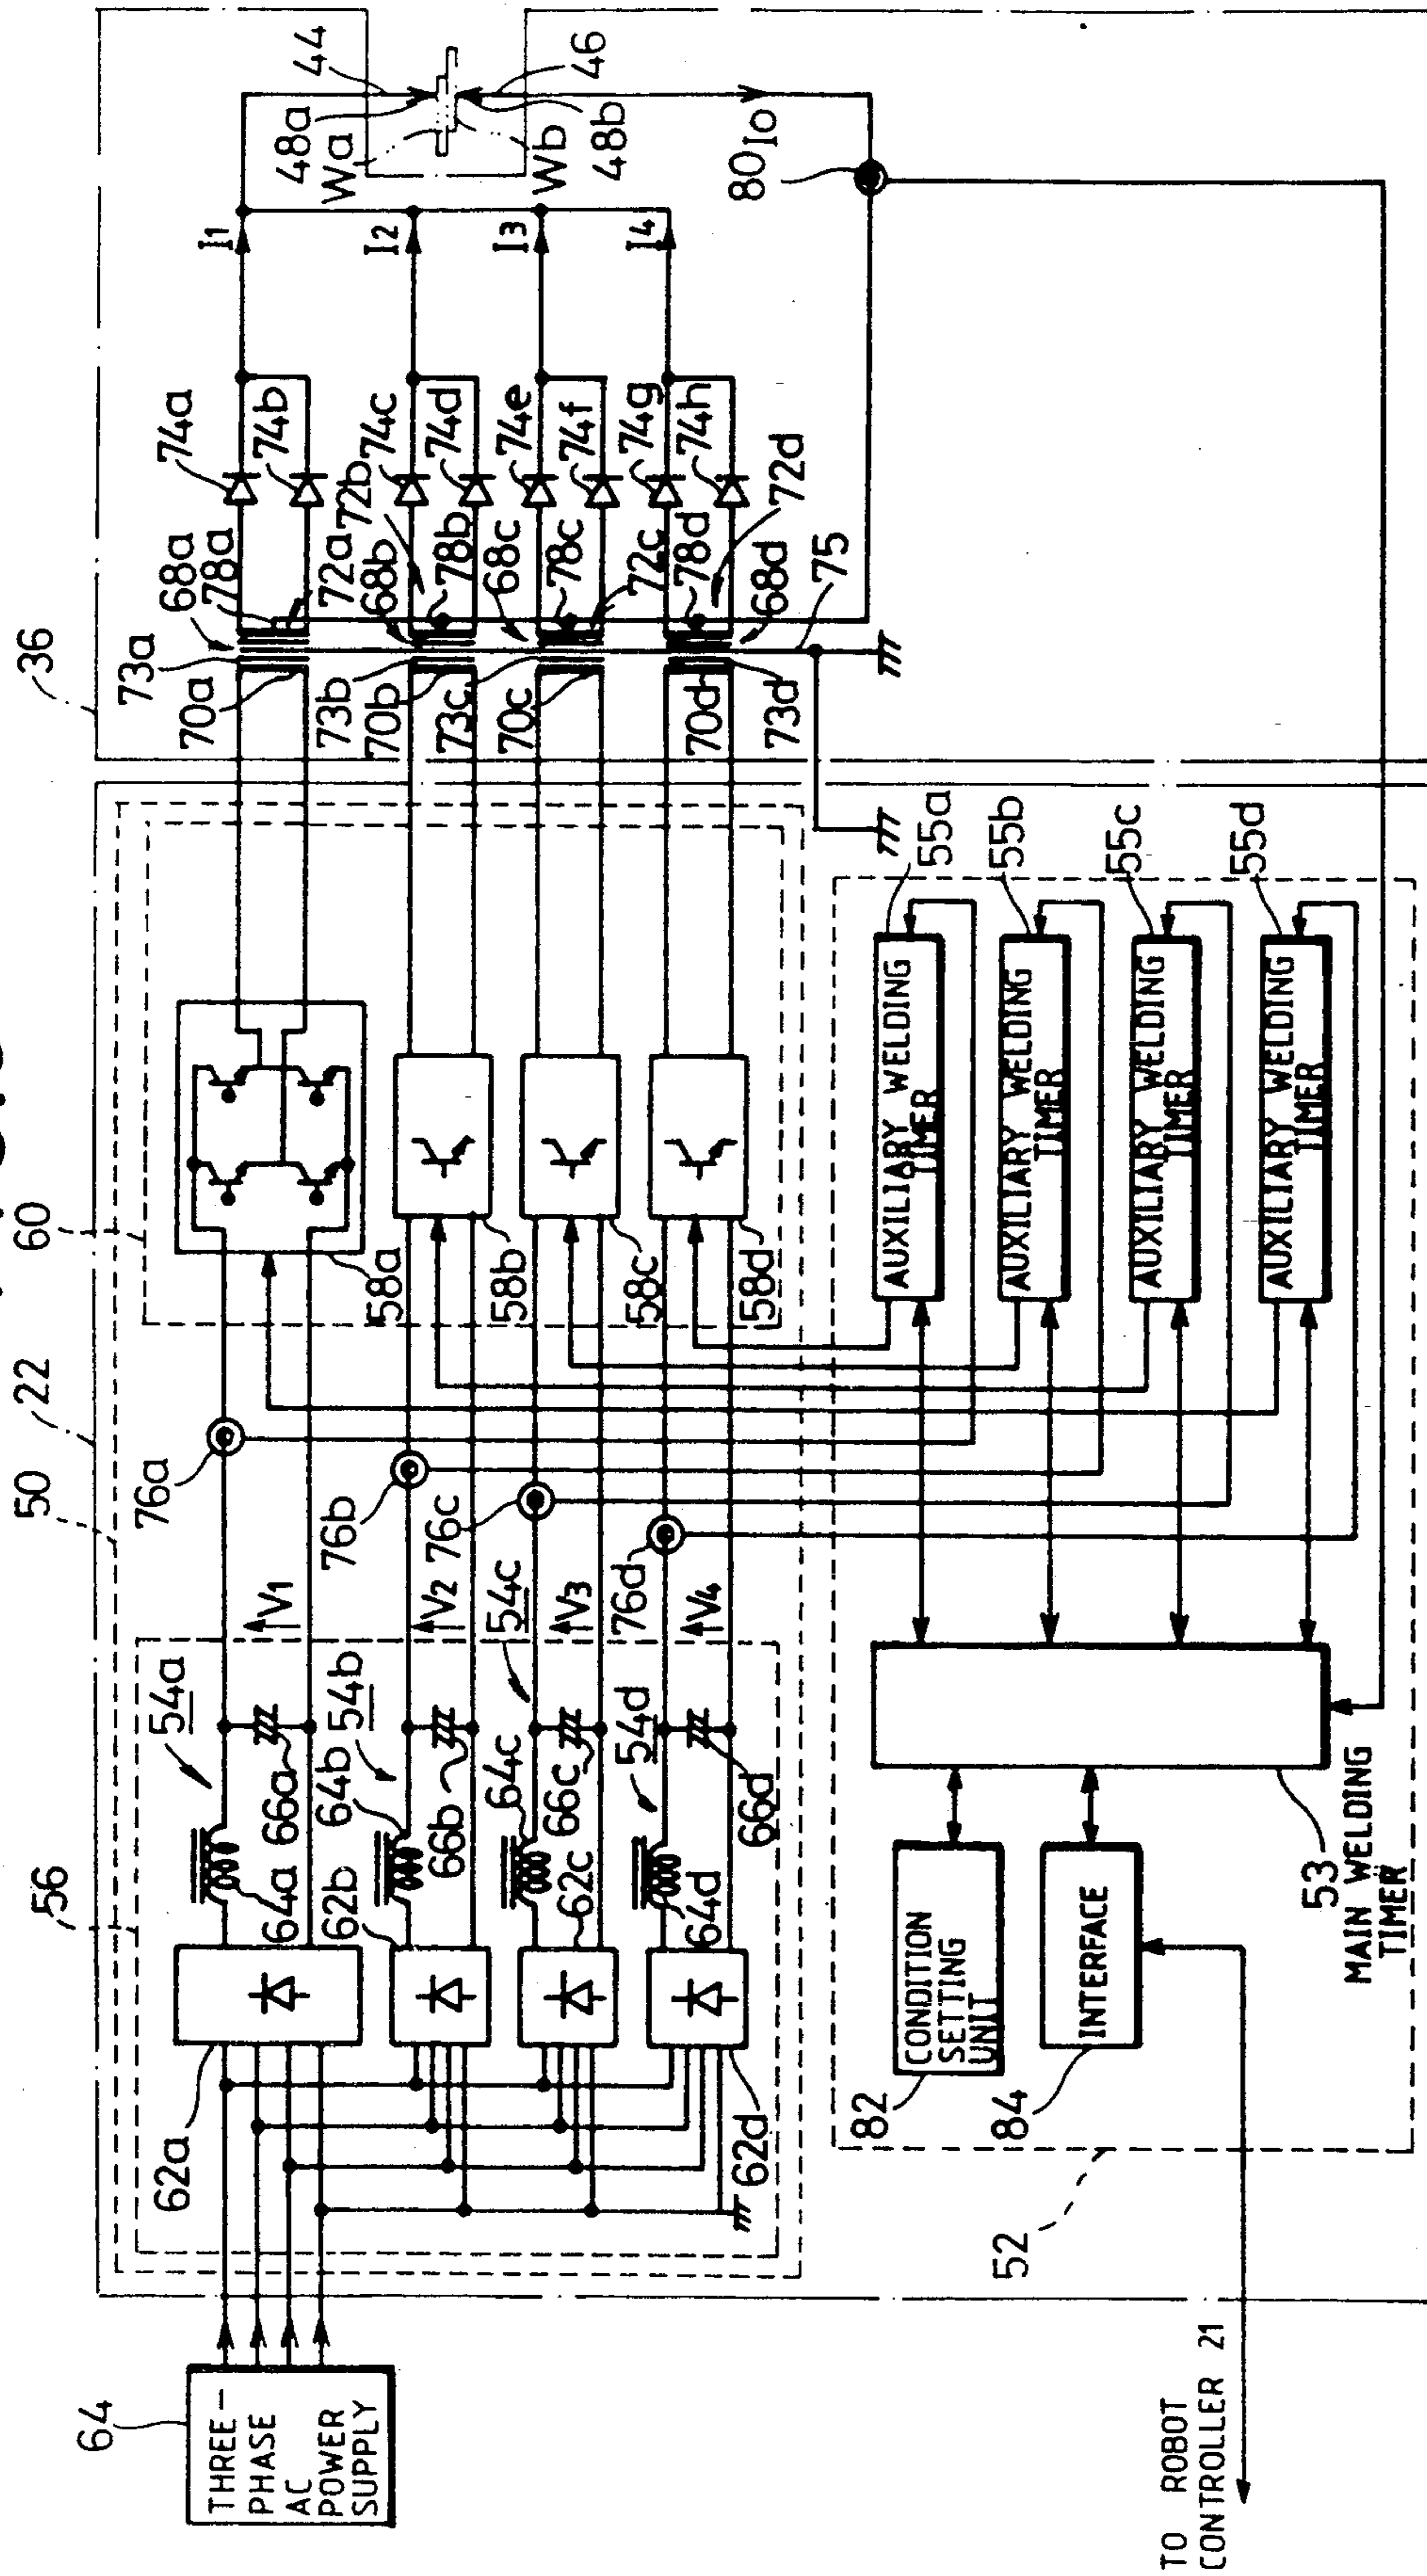 36
60
22
50
56
64
THREE-
PHASE
AC
POWER
SUPPLY
62a
62b
62c
62d
64a
64b
64c
64d
66a
66b
66c
66d
54a
54b
54c
54d
V1
V2
V3
V4
76a
76b
76c
76d
58a
58b
58c
58d
73a
70a
73b
70b
73c
70c
70d
73d
68a
78a
72a
68b
72b
78b
68c
78c
72c
78d
68d
72d
75
74a
74b
74c
74d
74e
74f
74g
74h
I1
I2
I3
I4
44
48a
Wa
Wb
48b
46
80
I0
55a
55b
55c
55d
AUXILIARY WELDING
TIMER
AUXILIARY WELDING
TIMER
AUXILIARY WELDING
TIMER
AUXILIARY WELDING
TIMER
53
MAIN WELDING
TIMER
CONDITION
SETTING
UNIT
82
INTERFACE
84
52
TO ROBOT
CONTROLLER 21